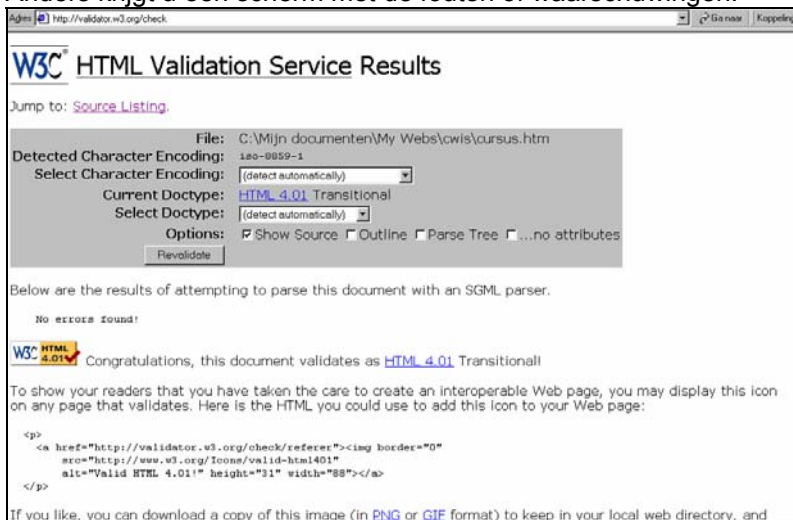 Anders krijgt u een scherm met de fouten of waarschuwingen.
Adres http://validator.w3.org/check Ga naar Koppeling
W3C® HTML Validation Service Results
Jump to: Source Listing.
File: C:\Mijn documenten\My Webs\cwis\cursus.htm
Detected Character Encoding: iso-8859-1
Select Character Encoding: (detect automatically)
Current Doctype: HTML 4.01 Transitional
Select Doctype: (detect automatically)
Options: Show Source Outline Parse Tree ...no attributes
Revalidate
Below are the results of attempting to parse this document with an SGML parser.
No errors found!
W3C HTML 4.01 Congratulations, this document validates as HTML 4.01 Transitional!
To show your readers that you have taken the care to create an interoperable Web page, you may display this icon
on any page that validates. Here is the HTML you could use to add this icon to your Web page:
<p>
<a href="http://validator.w3.org/check/referer"><img border="0"
src="http://www.w3.org/Icons/valid-html401"
alt="Valid HTML 4.01!" height="31" width="88"></a>
</p>
If you like, you can download a copy of this image (in PNG or GIF format) to keep in your local web directory, and